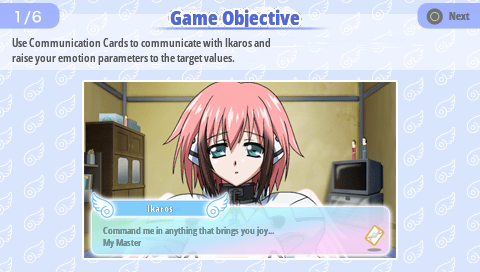 1/6
Game Objective
Next
Use Communication Cards to communicate with Ikaros and
raise your emotion parameters to the target values.
Ikaros
Command me in anything that brings you joy...
My Master